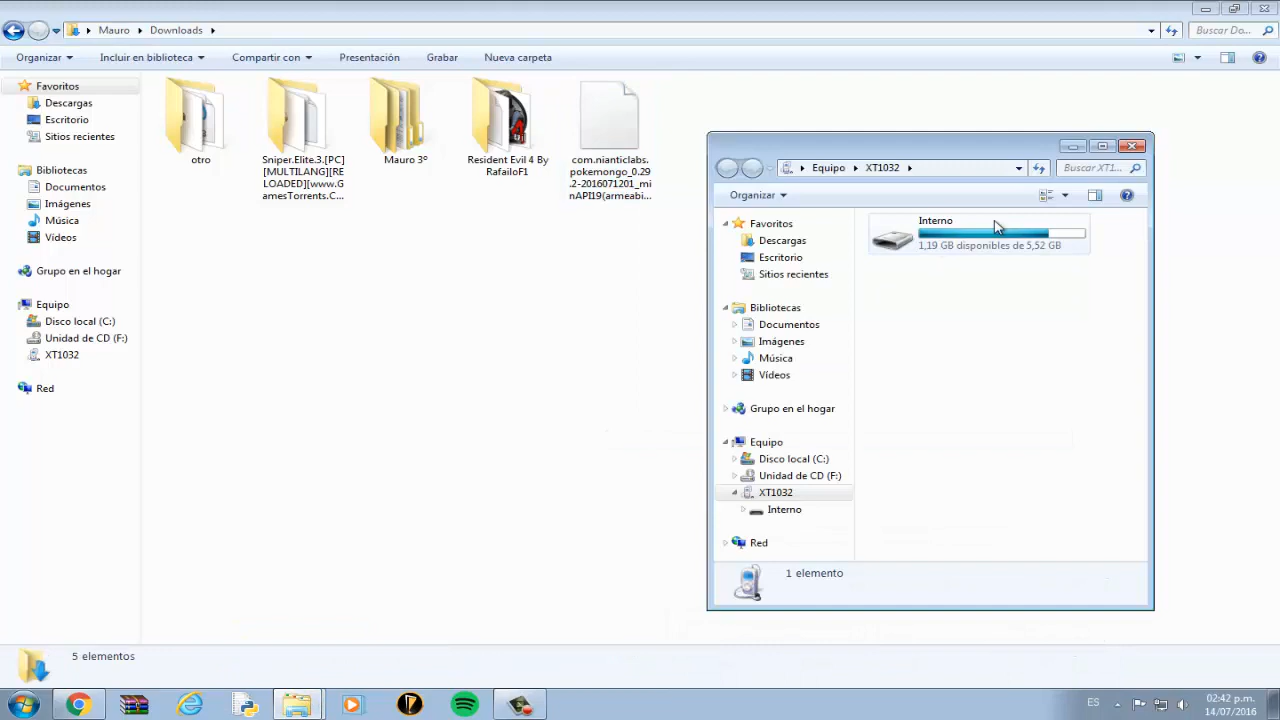 Mauro Downloads
Buscar Do...
Organizar Incluir en biblioteca Compartir con Presentación Grabar Nueva carpeta
Favoritos
Descargas
Escritorio
Sitios recientes
Bibliotecas
Documentos
Imágenes
Música
Vídeos
Grupo en el hogar
Equipo
Disco local (C:)
Unidad de CD (F:)
XT1032
Red
otro
Sniper.Elite.3.[PC]
[MULTILANG][RE
LOADED][www.G
amesTorrents.C...
Mauro 3º
Resident Evil 4 By
RafailoF1
com.nianticlabs.
pokemongo_0.29
.2-2016071201_mi
nAPI19(armeabi...
Equipo XT1032
Buscar XT1...
Organizar
Favoritos
Descargas
Escritorio
Sitios recientes
Bibliotecas
Documentos
Imágenes
Música
Vídeos
Grupo en el hogar
Equipo
Disco local (C:)
Unidad de CD (F:)
XT1032
Interno
Red
Interno
1,19 GB disponibles de 5,52 GB
1 elemento
5 elementos
ES
02:42 p.m.
14/07/2016